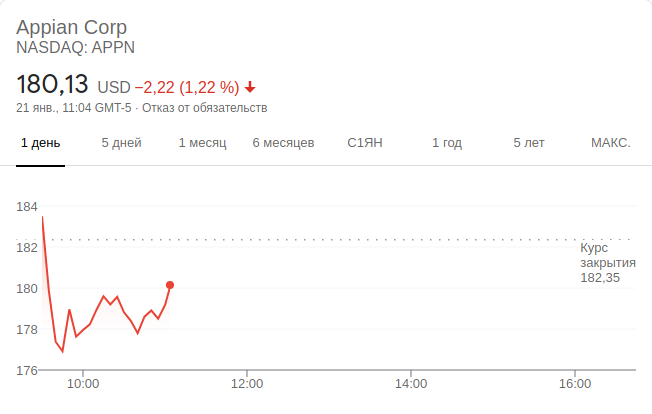 Appian Corp
NASDAQ: APPN
180,13 USD −2,22 (1,22 %)
21 янв., 11:04 GMT-5 · Отказ от обязательств
1 день 5 дней 1 месяц 6 месяцев С1ЯН 1 год 5 лет МАКС.
184
182
Курс
закрытия
182,35
180
178
176
10:00 12:00 14:00 16:00